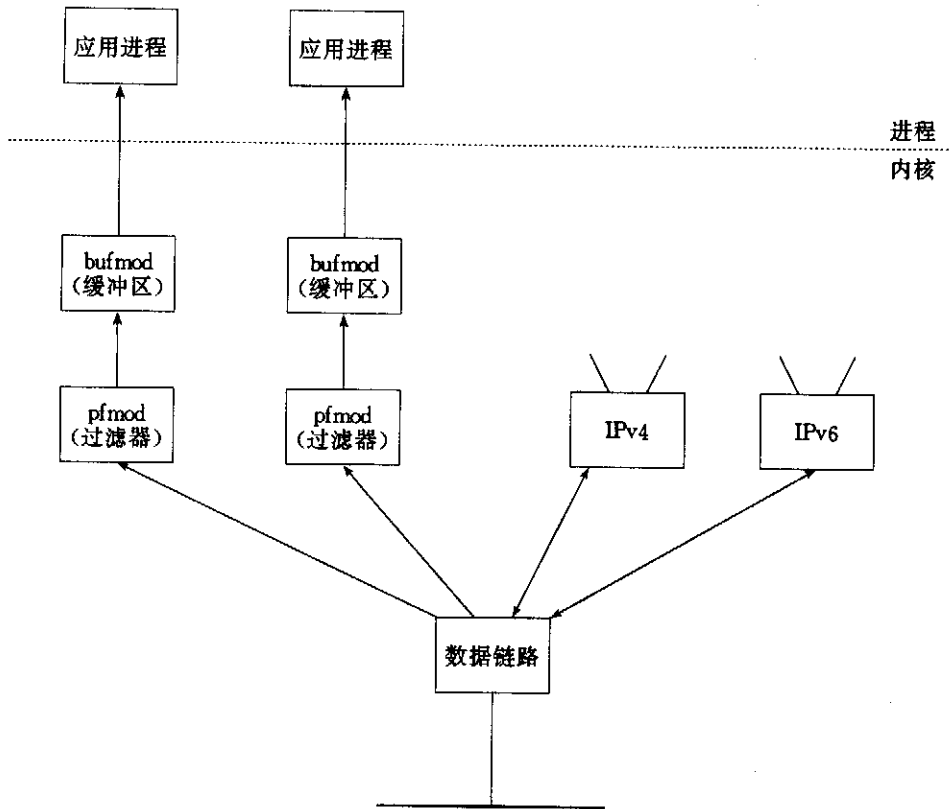 应用进程
应用进程
进程
内核
bufmod
(缓冲区)
bufmod
(缓冲区)
pfmod
(过滤器)
pfmod
(过滤器)
IPv4
IPv6
数据链路